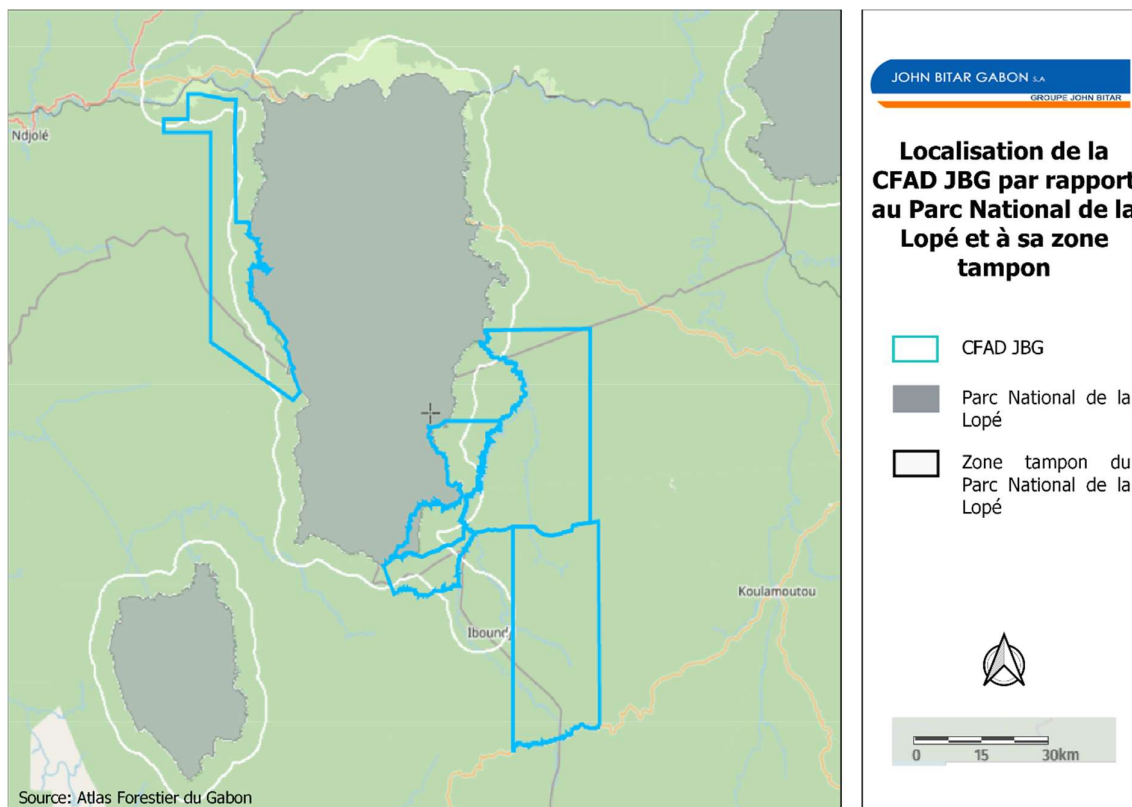 Ndjolé
Koulamoutou
Iboundj
Source: Atlas Forestier du Gabon
JOHN BITAR GABON S.A
GROUPE JOHN BITAR
Localisation de la
CFAD JBG par rapport
au Parc National de la
Lopé et à sa zone
tampon
CFAD JBG
Parc National de la
Lopé
Zone tampon du
Parc National de la
Lopé
0 15 30km